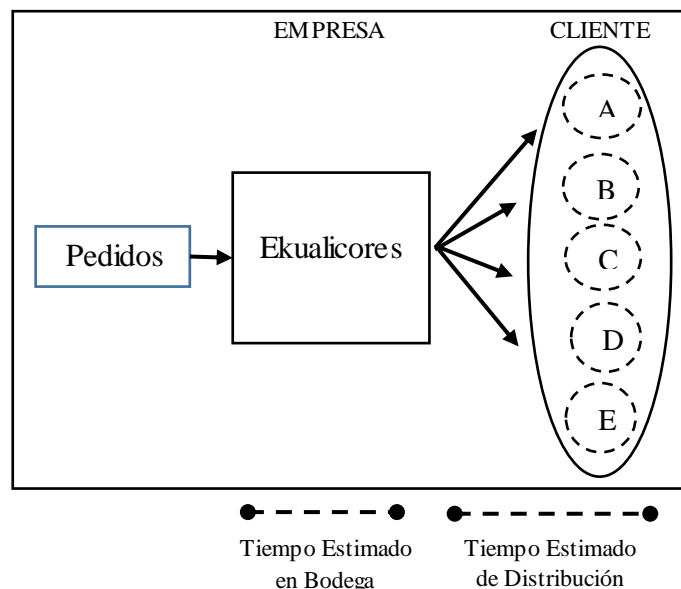 EMPRESA
CLIENTE
A
B
C
D
E
Pedidos
Ekualicores
Tiempo Estimado
en Bodega
Tiempo Estimado
de Distribución